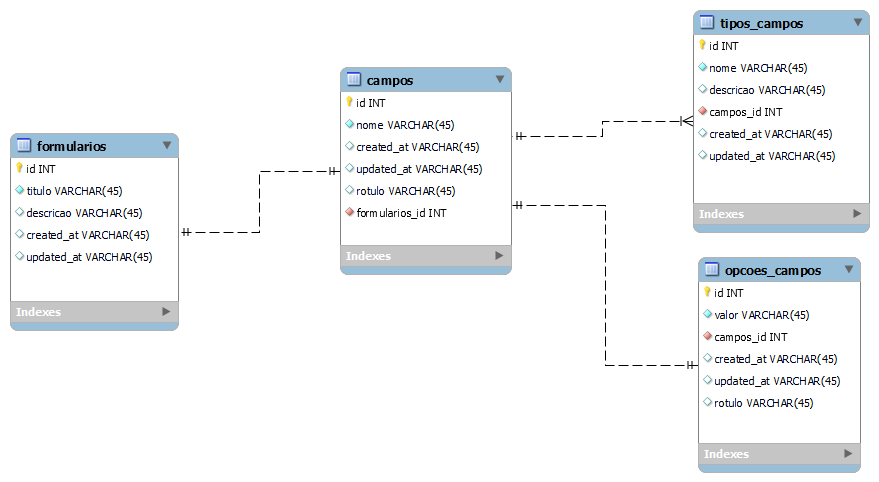 formularios
id INT
titulo VARCHAR(45)
descricao VARCHAR(45)
created_at VARCHAR(45)
updated_at VARCHAR(45)
Indexes
campos
id INT
nome VARCHAR(45)
created_at VARCHAR(45)
updated_at VARCHAR(45)
rotulo VARCHAR(45)
formularios_id INT
Indexes
tipos_campos
id INT
nome VARCHAR(45)
descricao VARCHAR(45)
campos_id INT
created_at VARCHAR(45)
updated_at VARCHAR(45)
Indexes
opcoes_campos
id INT
valor VARCHAR(45)
campos_id INT
created_at VARCHAR(45)
updated_at VARCHAR(45)
rotulo VARCHAR(45)
Indexes